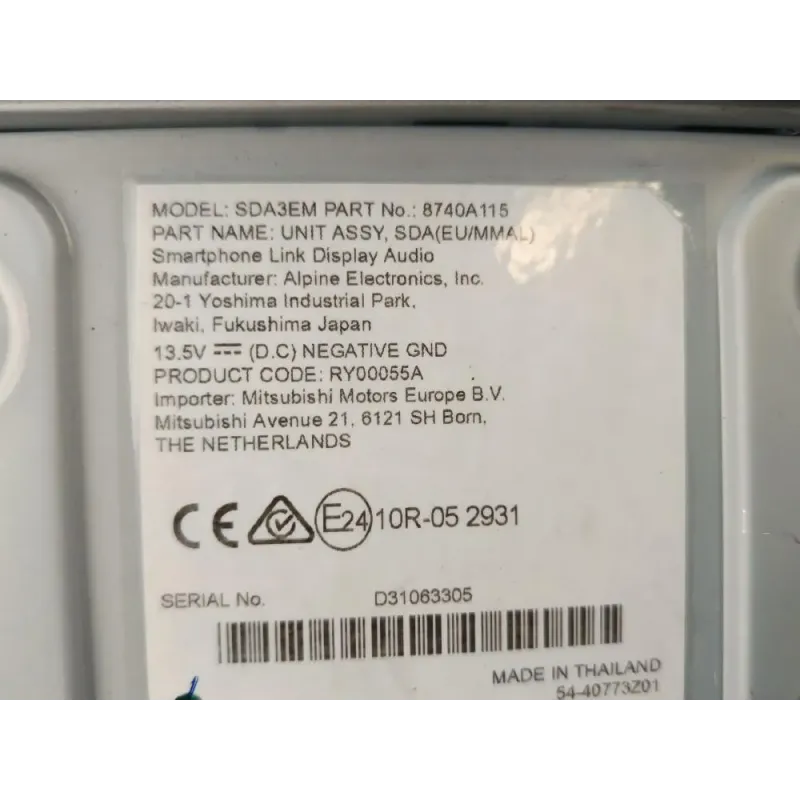 MODEL: SDA3EM PART No.: 8740A115
PART NAME: UNIT ASSY, SDA(EU/MMAL)
Smartphone Link Display Audio
Manufacturer: Alpine Electronics, Inc.
20-1 Yoshima Industrial Park,
Iwaki, Fukushima Japan
13.5V (D.C) NEGATIVE GND
PRODUCT CODE: RY00055A
Importer: Mitsubishi Motors Europe B.V.
Mitsubishi Avenue 21, 6121 SH Born,
THE NETHERLANDS
CE E24 10R-05 2931
SERIAL No. D31063305
MADE IN THAILAND
54-40773Z01